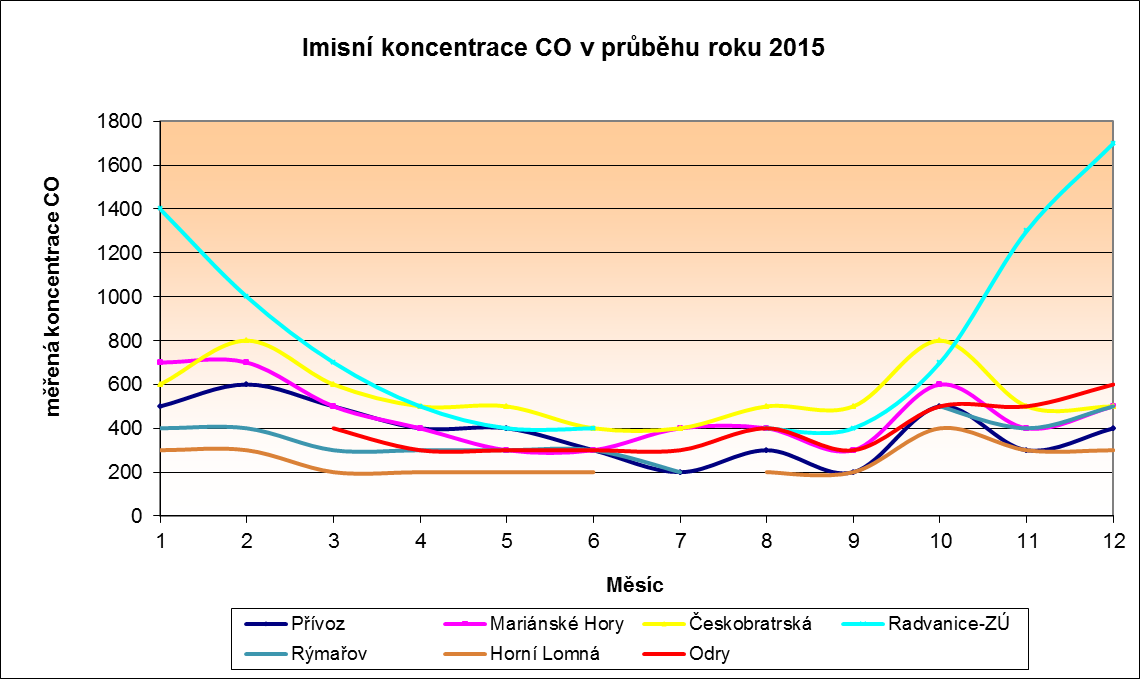 Imisní koncentrace CO v průběhu roku 2015
měřená koncentrace CO
1800
1600
1400
1200
1000
800
600
400
200
0
1 2 3 4 5 6 7 8 9 10 11 12
Měsíc
Přívoz Mariánské Hory Českobratrská Radvanice-ZÚ
Rýmařov Horní Lomná Odry